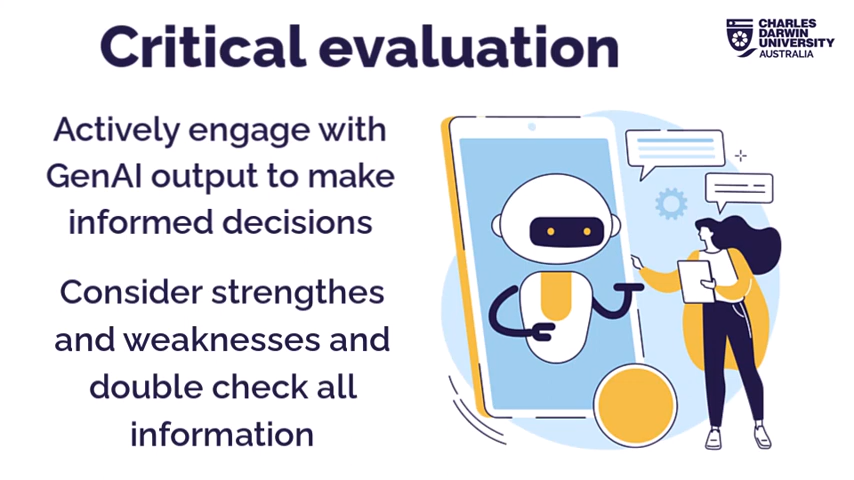 Critical evaluation
CHARLES
DARWIN
UNIVERSITY
AUSTRALIA
Actively engage with
GenAI output to make
informed decisions
Consider strengthes
and weaknesses and
double check all
information